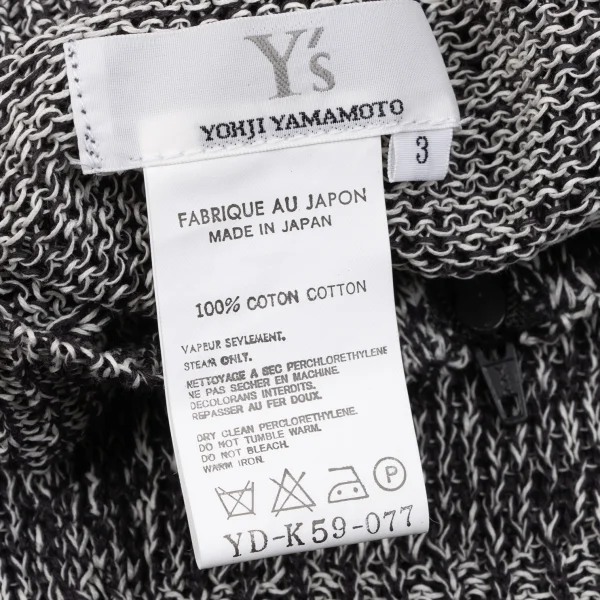 Y's
YOHJI YAMAMOTO
3
FABRIQUE AU JAPON
MADE IN JAPAN
100% COTON COTTON
VAPEUR SEVLEMENT.
STEAM ONLY.
NETTOYAGE A SEC PERCHLORETHYLENE
NE PAS SECHER EN MACHINE.
DECOLORANS INTERDITS.
REPASSER AU FER DOUX.
DRY CLEAN PERCLORETHYLENE.
DO NOT TUMBLE WARM.
DO NOT BLEACH.
WARM IRON.
P
YD-K59-077